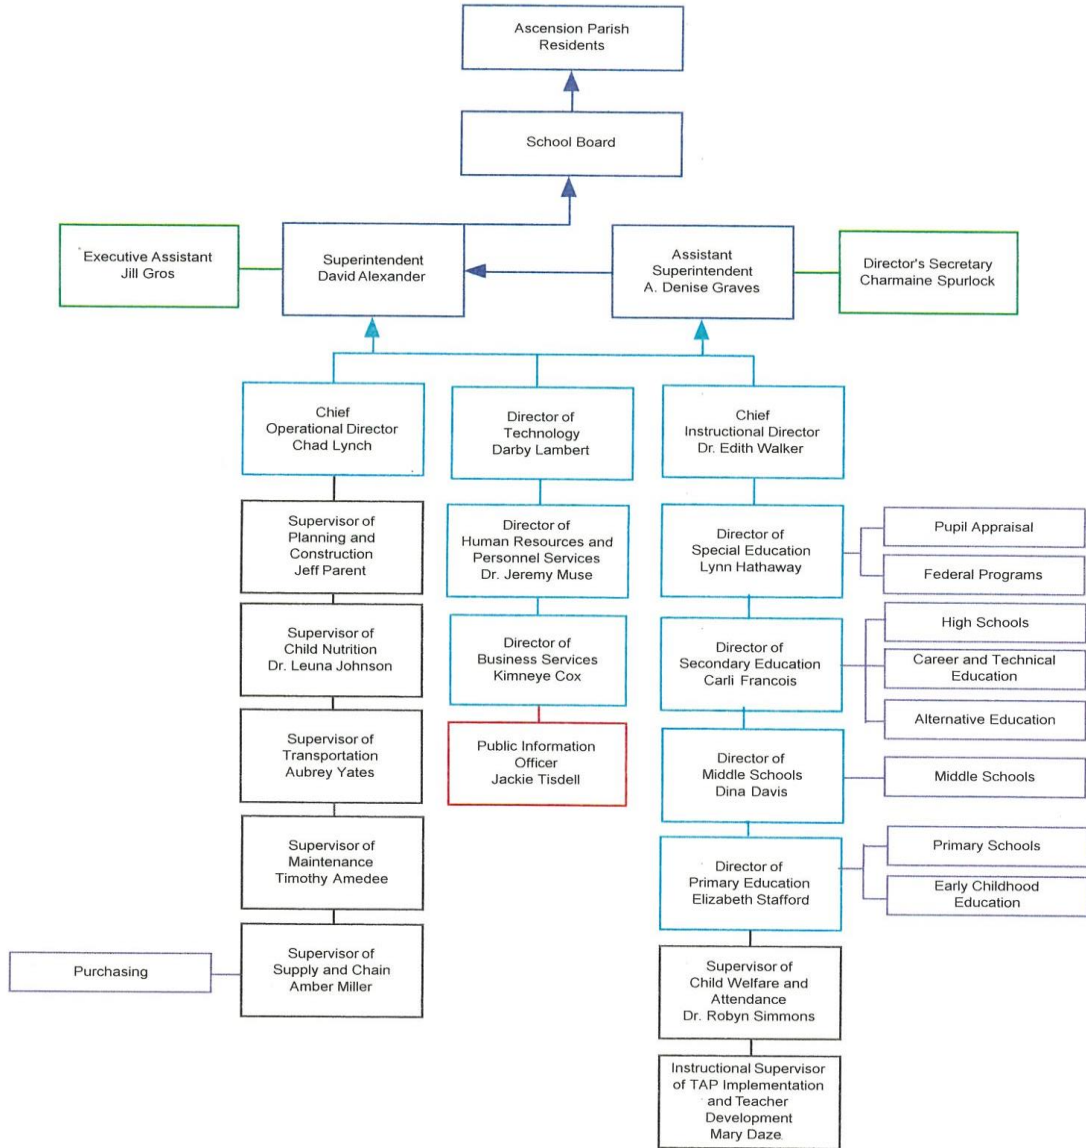 Ascension Parish
Residents
School Board
Executive Assistant
Jill Gros
Superintendent
David Alexander
Assistant
Superintendent
A. Denise Graves
Director's Secretary
Charmaine Spurlock
Chief
Operational Director
Chad Lynch
Director of
Technology
Darby Lambert
Chief
Instructional Director
Dr. Edith Walker
Supervisor of
Planning and
Construction
Jeff Parent
Director of
Human Resources and
Personnel Services
Dr. Jeremy Muse
Director of
Special Education
Lynn Hathaway
Pupil Appraisal
Federal Programs
Supervisor of
Child Nutrition
Dr. Leuna Johnson
Director of
Business Services
Kimneye Cox
Director of
Secondary Education
Carli Francois
High Schools
Career and Technical
Education
Alternative Education
Supervisor of
Transportation
Aubrey Yates
Public Information
Officer
Jackie Tisdell
Director of
Middle Schools
Dina Davis
Middle Schools
Supervisor of
Maintenance
Timothy Amedee
Director of
Primary Education
Elizabeth Stafford
Primary Schools
Early Childhood
Education
Purchasing
Supervisor of
Supply and Chain
Amber Miller
Supervisor of
Child Welfare and
Attendance
Dr. Robyn Simmons
Instructional Supervisor
of TAP Implementation
and Teacher
Development
Mary Daze